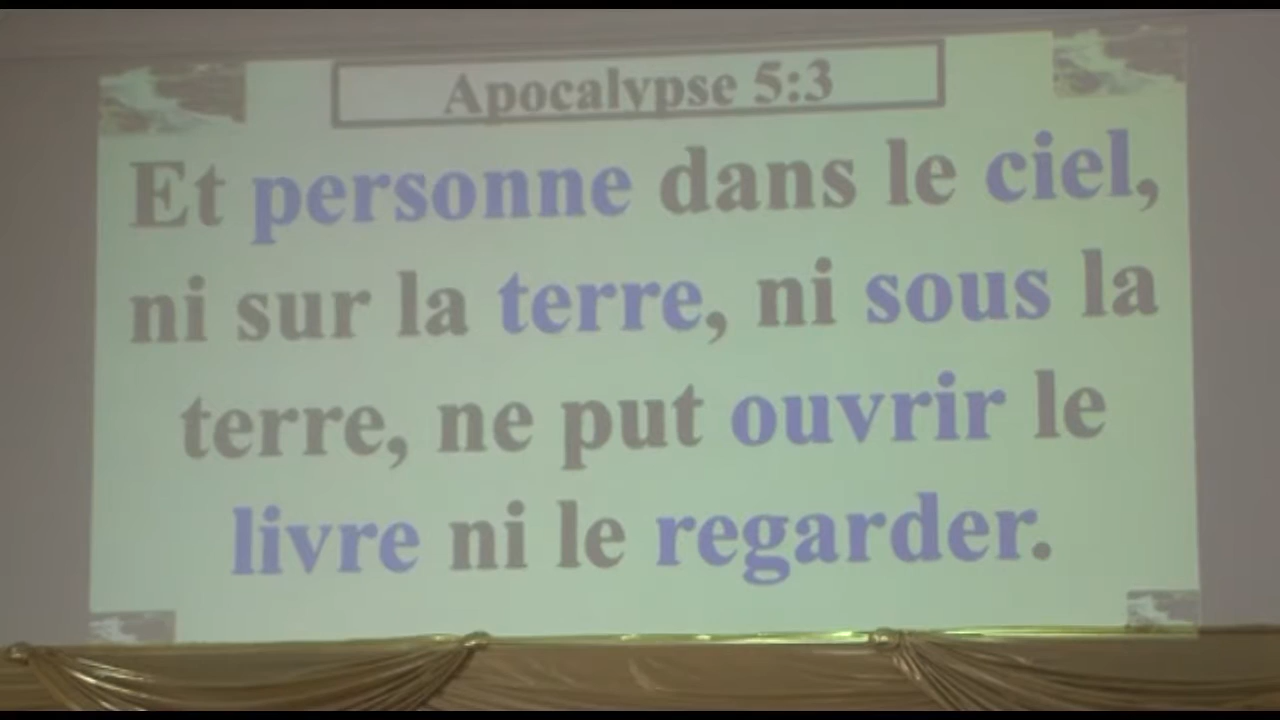 Apocalypse 5:3
Et personne dans le ciel,
ni sur la terre, ni sous la
terre, ne put ouvrir le
livre ni le regarder.